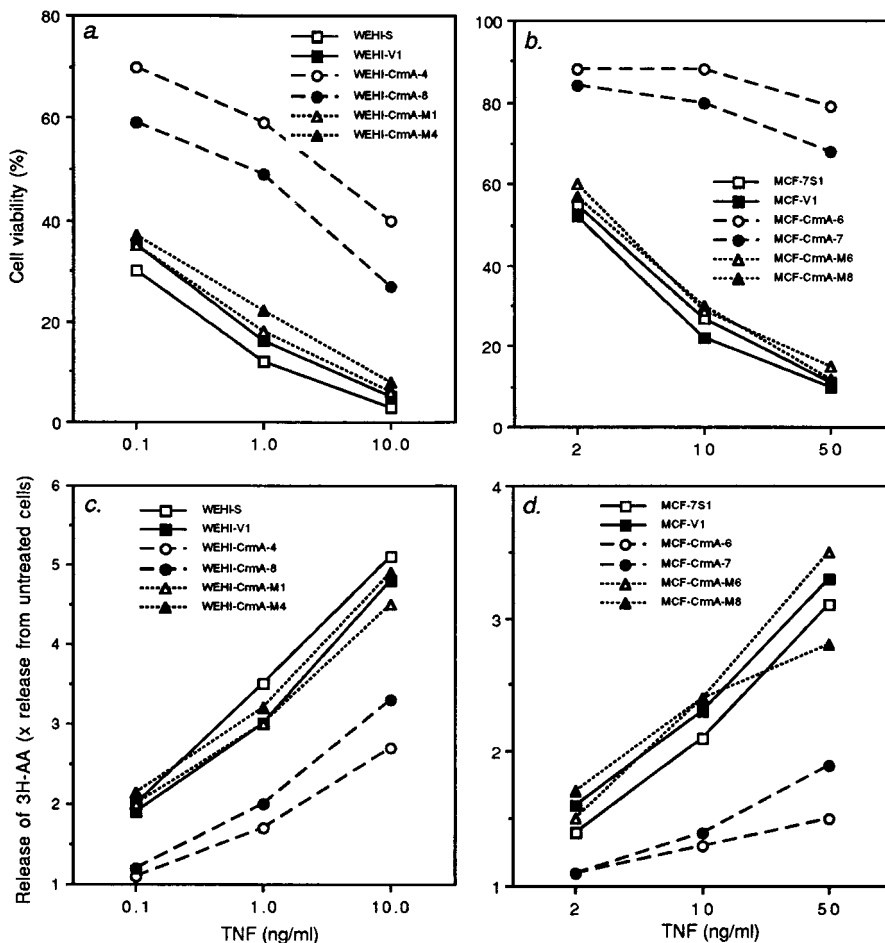 a.
80
60
40
20
0
Cell viability (%)
WEHI-S
WEHI-V1
WEHI-CrmA-4
WEHI-CrmA-8
WEHI-CrmA-M1
WEHI-CrmA-M4
0.1
1.0
10.0
b.
100
80
60
40
20
0
MCF-7S1
MCF-V1
MCF-CrmA-6
MCF-CrmA-7
MCF-CrmA-M6
MCF-CrmA-M8
2
10
50
c.
6
5
4
3
2
1
Release of 3H-AA (x release from untreated cells)
WEHI-S
WEHI-V1
WEHI-CrmA-4
WEHI-CrmA-8
WEHI-CrmA-M1
WEHI-CrmA-M4
0.1
1.0
10.0
TNF (ng/ml)
d.
4
3
2
1
MCF-7S1
MCF-V1
MCF-CrmA-6
MCF-CrmA-7
MCF-CrmA-M6
MCF-CrmA-M8
2
10
50
TNF (ng/ml)